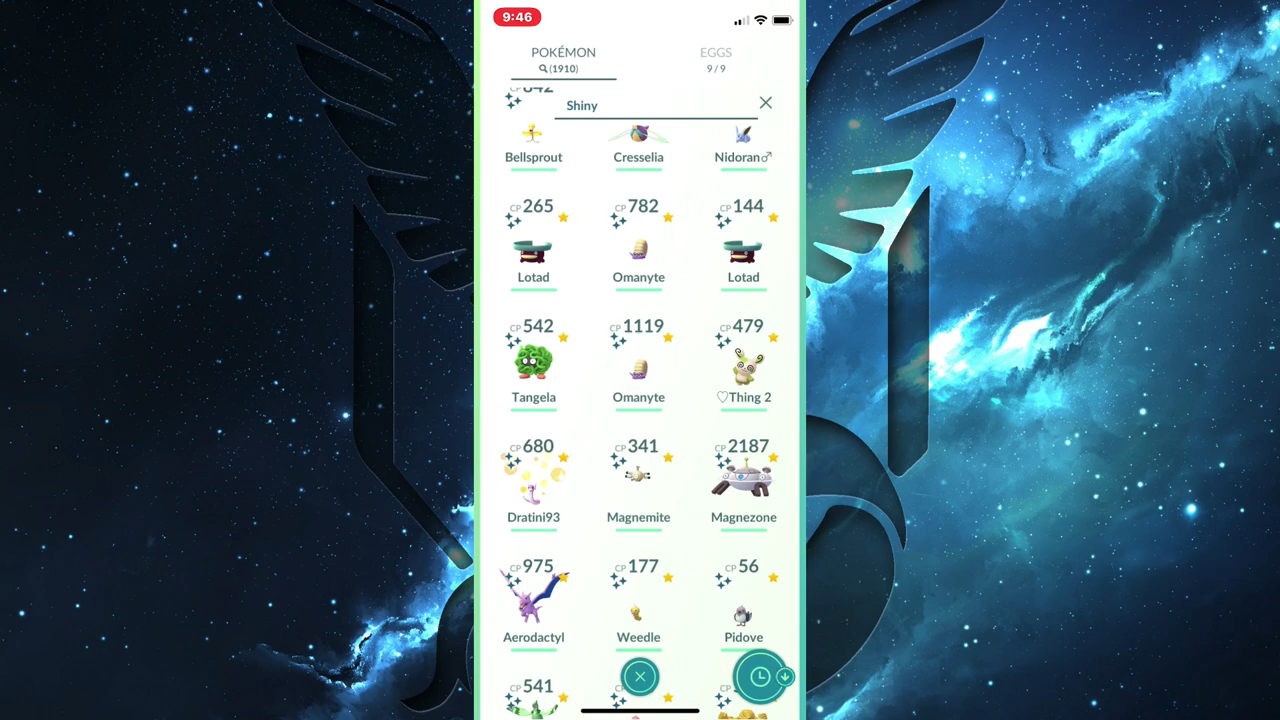 9:46
POKÉMON
EGGS
(1910)
9/9
CP 642
Shiny
Bellsprout
Cresselia
Nidoran♂
CP 265
CP 782
CP 144
Lotad
Omanyte
Lotad
CP 542
CP 1119
CP 479
Tangela
Omanyte
♡Thing 2
CP 680
CP 341
CP 2187
Dratini93
Magnemite
Magnezone
CP 975
CP 177
CP 56
Aerodactyl
Weedle
Pidove
CP 541